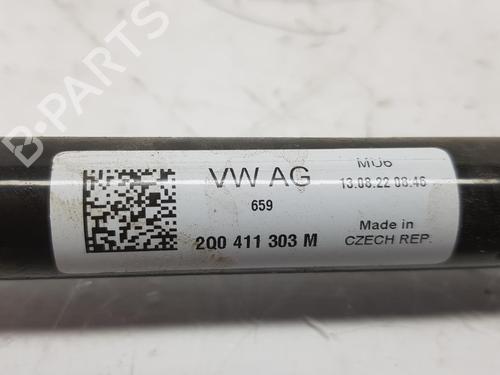 VW AG
659
2Q0 411 303 M
MU6
13.08.22 08:46
Made in
CZECH REP.
B-PARTS